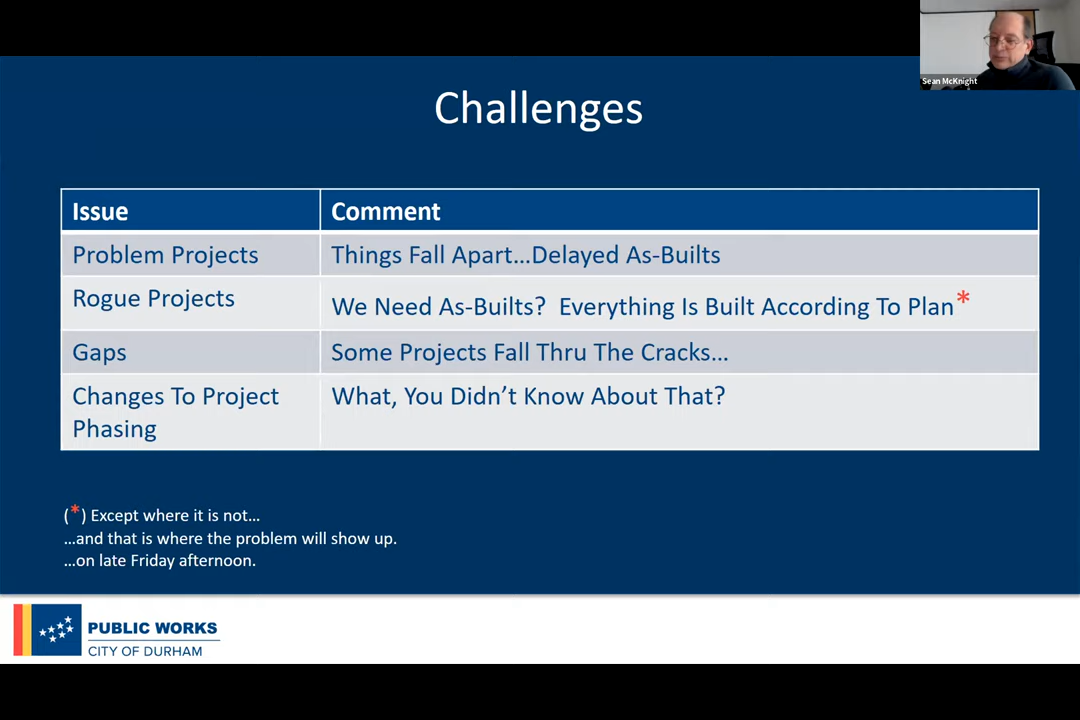 Sean McKnight
Challenges
Issue Comment
Problem Projects Things Fall Apart...Delayed As-Builts
Rogue Projects We Need As-Builts?  Everything Is Built According To Plan*
Gaps Some Projects Fall Thru The Cracks...
Changes To Project What, You Didn't Know About That?
Phasing
(*) Except where it is not...
...and that is where the problem will show up.
...on late Friday afternoon.
PUBLIC WORKS
CITY OF DURHAM